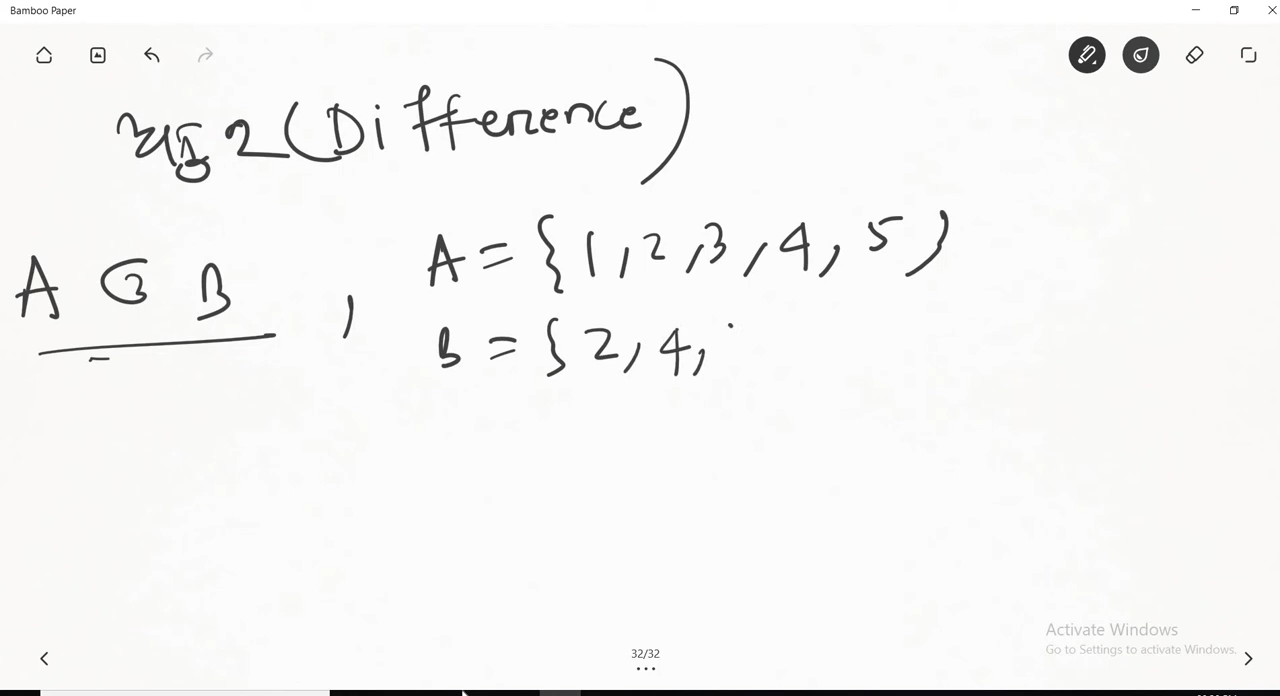 Bamboo Paper
(Difference)
A ও B , A = {1, 2, 3, 4, 5}
B = { 2, 4,
Activate Windows
Go to Settings to activate Windows.
32/32